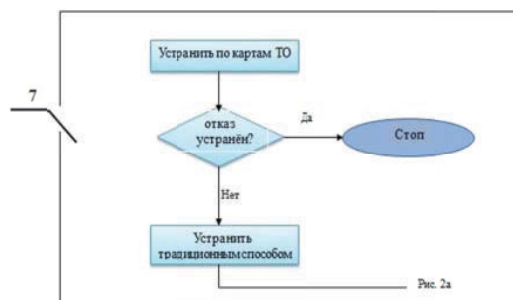 Устранить по картам ТО
7
отказ
устранён?
Да
Стоп
Нет
Устранить
традиционным способом
Рис. 2а